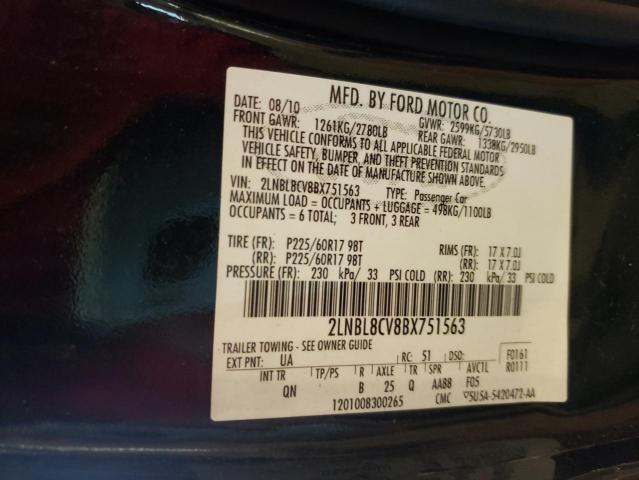 MFD. BY FORD MOTOR CO.
DATE: 08/10 GVWR: 2599KG/5730LB
FRONT GAWR: 1261KG/2780LB REAR GAWR: 1338KG/2950LB
THIS VEHICLE CONFORMS TO ALL APPLICABLE FEDERAL MOTOR
VEHICLE SAFETY, BUMPER, AND THEFT PREVENTION STANDARDS
IN EFFECT ON THE DATE OF MANUFACTURE SHOWN ABOVE.
VIN: 2LNBL8CV8BX751563 TYPE: Passenger Car
MAXIMUM LOAD = OCCUPANTS + LUGGAGE = 498KG/1100LB
OCCUPANTS = 6 TOTAL; 3 FRONT, 3 REAR
TIRE (FR): P225/60R17 98T RIMS (FR): 17 X 7.0J
(RR): P225/60R17 98T (RR): 17 X 7.0J
PRESSURE (FR): 230 kPa/ 33 PSI COLD (RR): 230 kPa/ 33 PSI COLD
2LNBL8CV8BX751563
TRAILER TOWING - SEE OWNER GUIDE
EXT PNT: UA RC: 51 DSO: F0161
R0111
INT TR TP/PS R AXLE TR SPR AVC1L
QN B 25 Q AA88 F05
1201008300265 CMC 5U5A-5420472-AA